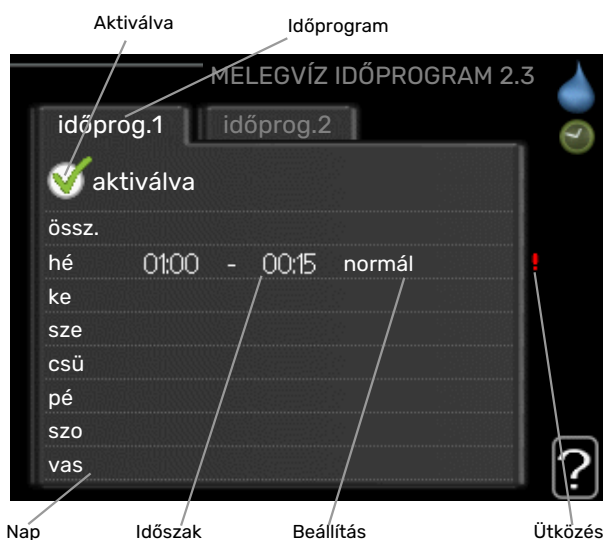 Aktiválva
Időprogram
MELEGVÍZ IDŐPROGRAM 2.3
időprog.1
időprog.2
aktiválva
össz.
hé 01:00 - 00:15 normál !
ke
sze
csü
pé
szo
vas
?
Nap Időszak Beállítás Ütközés